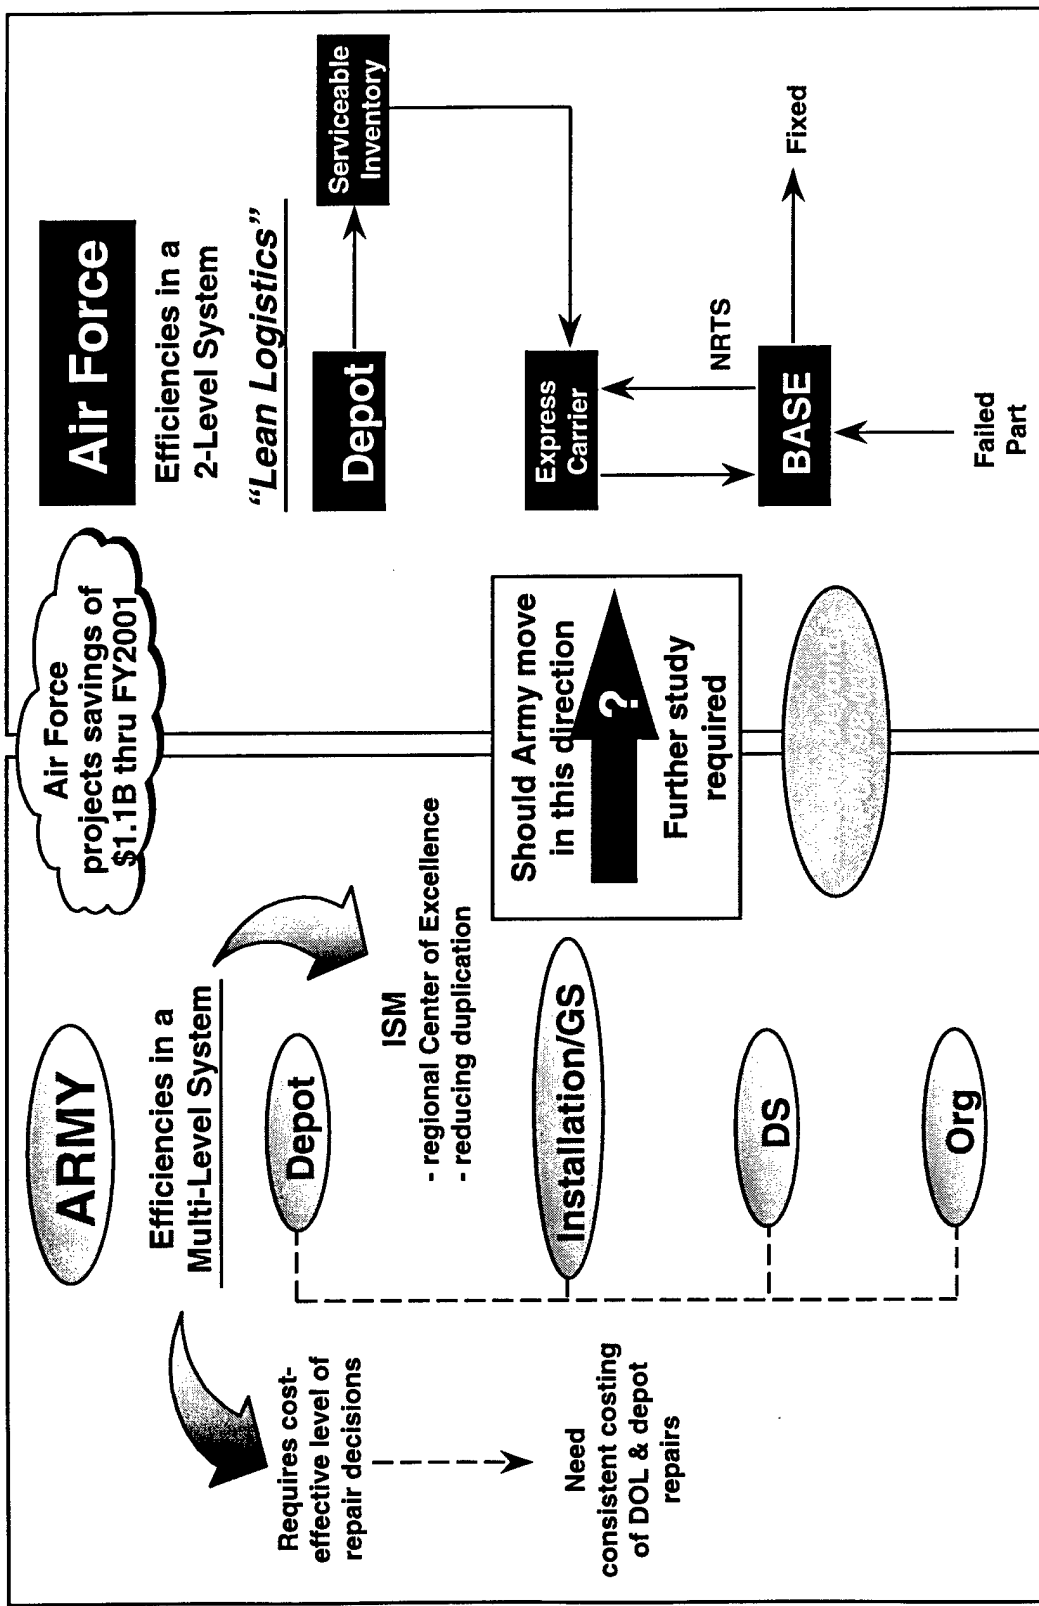 ARMY
Efficiencies in a
Multi-Level System
Requires cost-
effective level of
repair decisions
Need
consistent costing
of DOL & depot
repairs
Depot
ISM
- regional Center of Excellence
- reducing duplication
Installation/GS
DS
Org
Air Force
projects savings of
$1.1B thru FY2001
Should Army move
in this direction
?
Further study
required
Air Force
Efficiencies in a
2-Level System
“Lean Logistics”
Depot
Serviceable
Inventory
Express
Carrier
NRTS
BASE
Fixed
Failed
Part